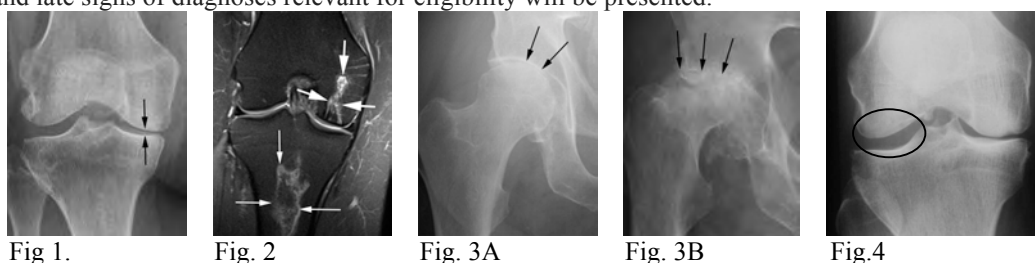 and late signs of diagnoses relevant for eligibility will be presented.
Fig 1.
Fig. 2
Fig. 3A
Fig. 3B
Fig.4